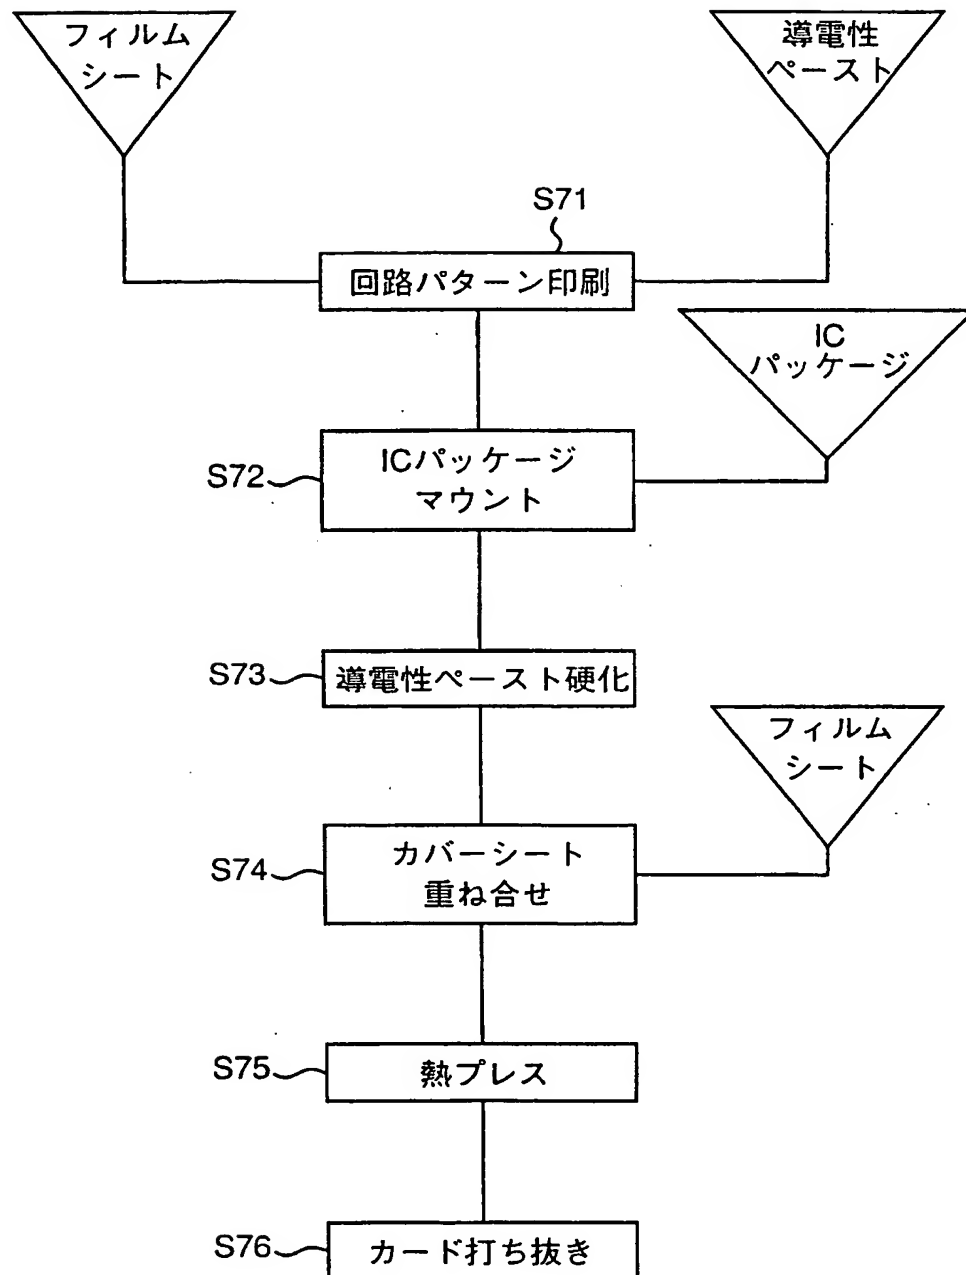 フィルム
シート
導電性
ペースト
S71
回路パターン印刷
IC
パッケージ
S72
ICパッケージ
マウント
S73
導電性ペースト硬化
フィルム
シート
S74
カバーシート
重ね合せ
S75
熱プレス
S76
カード打ち抜き